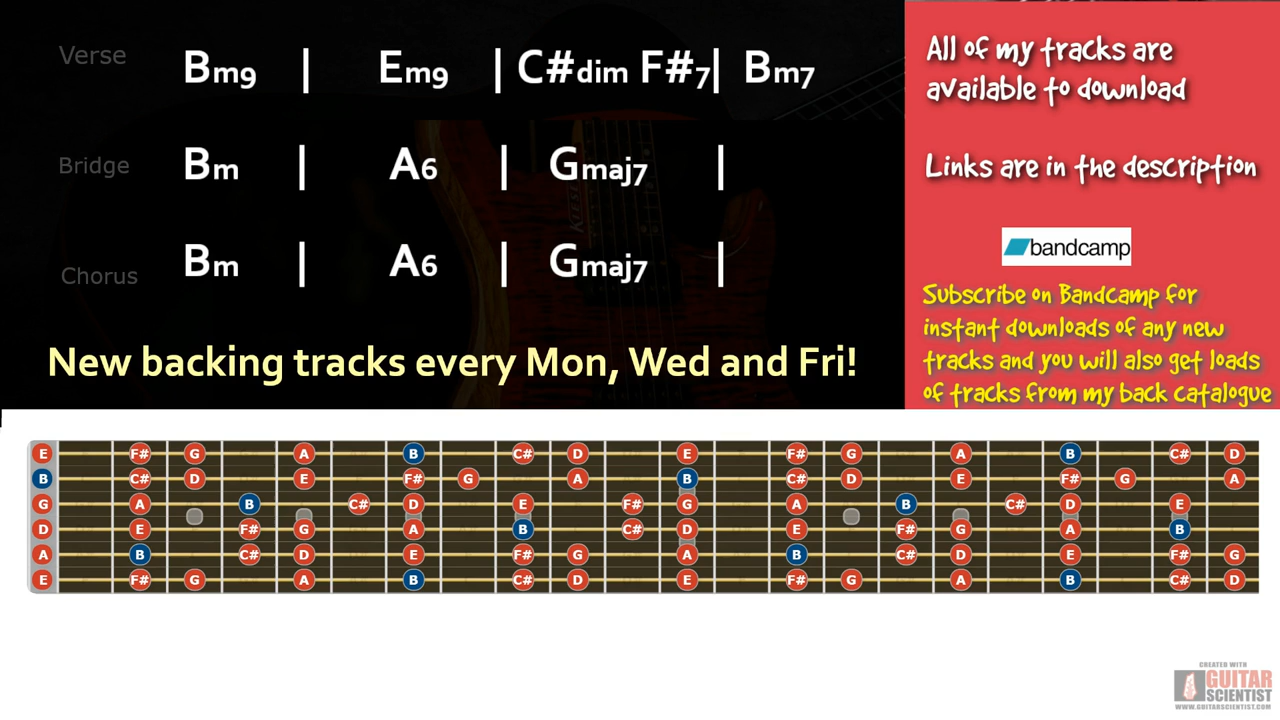 Verse Bm9 | Em9 | C#dim F#7 | Bm7
Bridge Bm | A6 | Gmaj7 |
Chorus Bm | A6 | Gmaj7 |
New backing tracks every Mon, Wed and Fri!
All of my tracks are
available to download
Links are in the description
bandcamp
Subscribe on Bandcamp for
instant downloads of any new
tracks and you will also get loads
of tracks from my back catalogue
E F# G A B C# D E F# G A B C# D
B C# D E F# G A B C# D E F# G A
G A B C# D E F# G A B C# D E
D E F# G A B C# D E F# G A B
A B C# D E F# G A B C# D E F# G
E F# G A B C# D E F# G A B C# D
CREATED WITH
GUITAR
SCIENTIST
WWW.GUITARSCIENTIST.COM